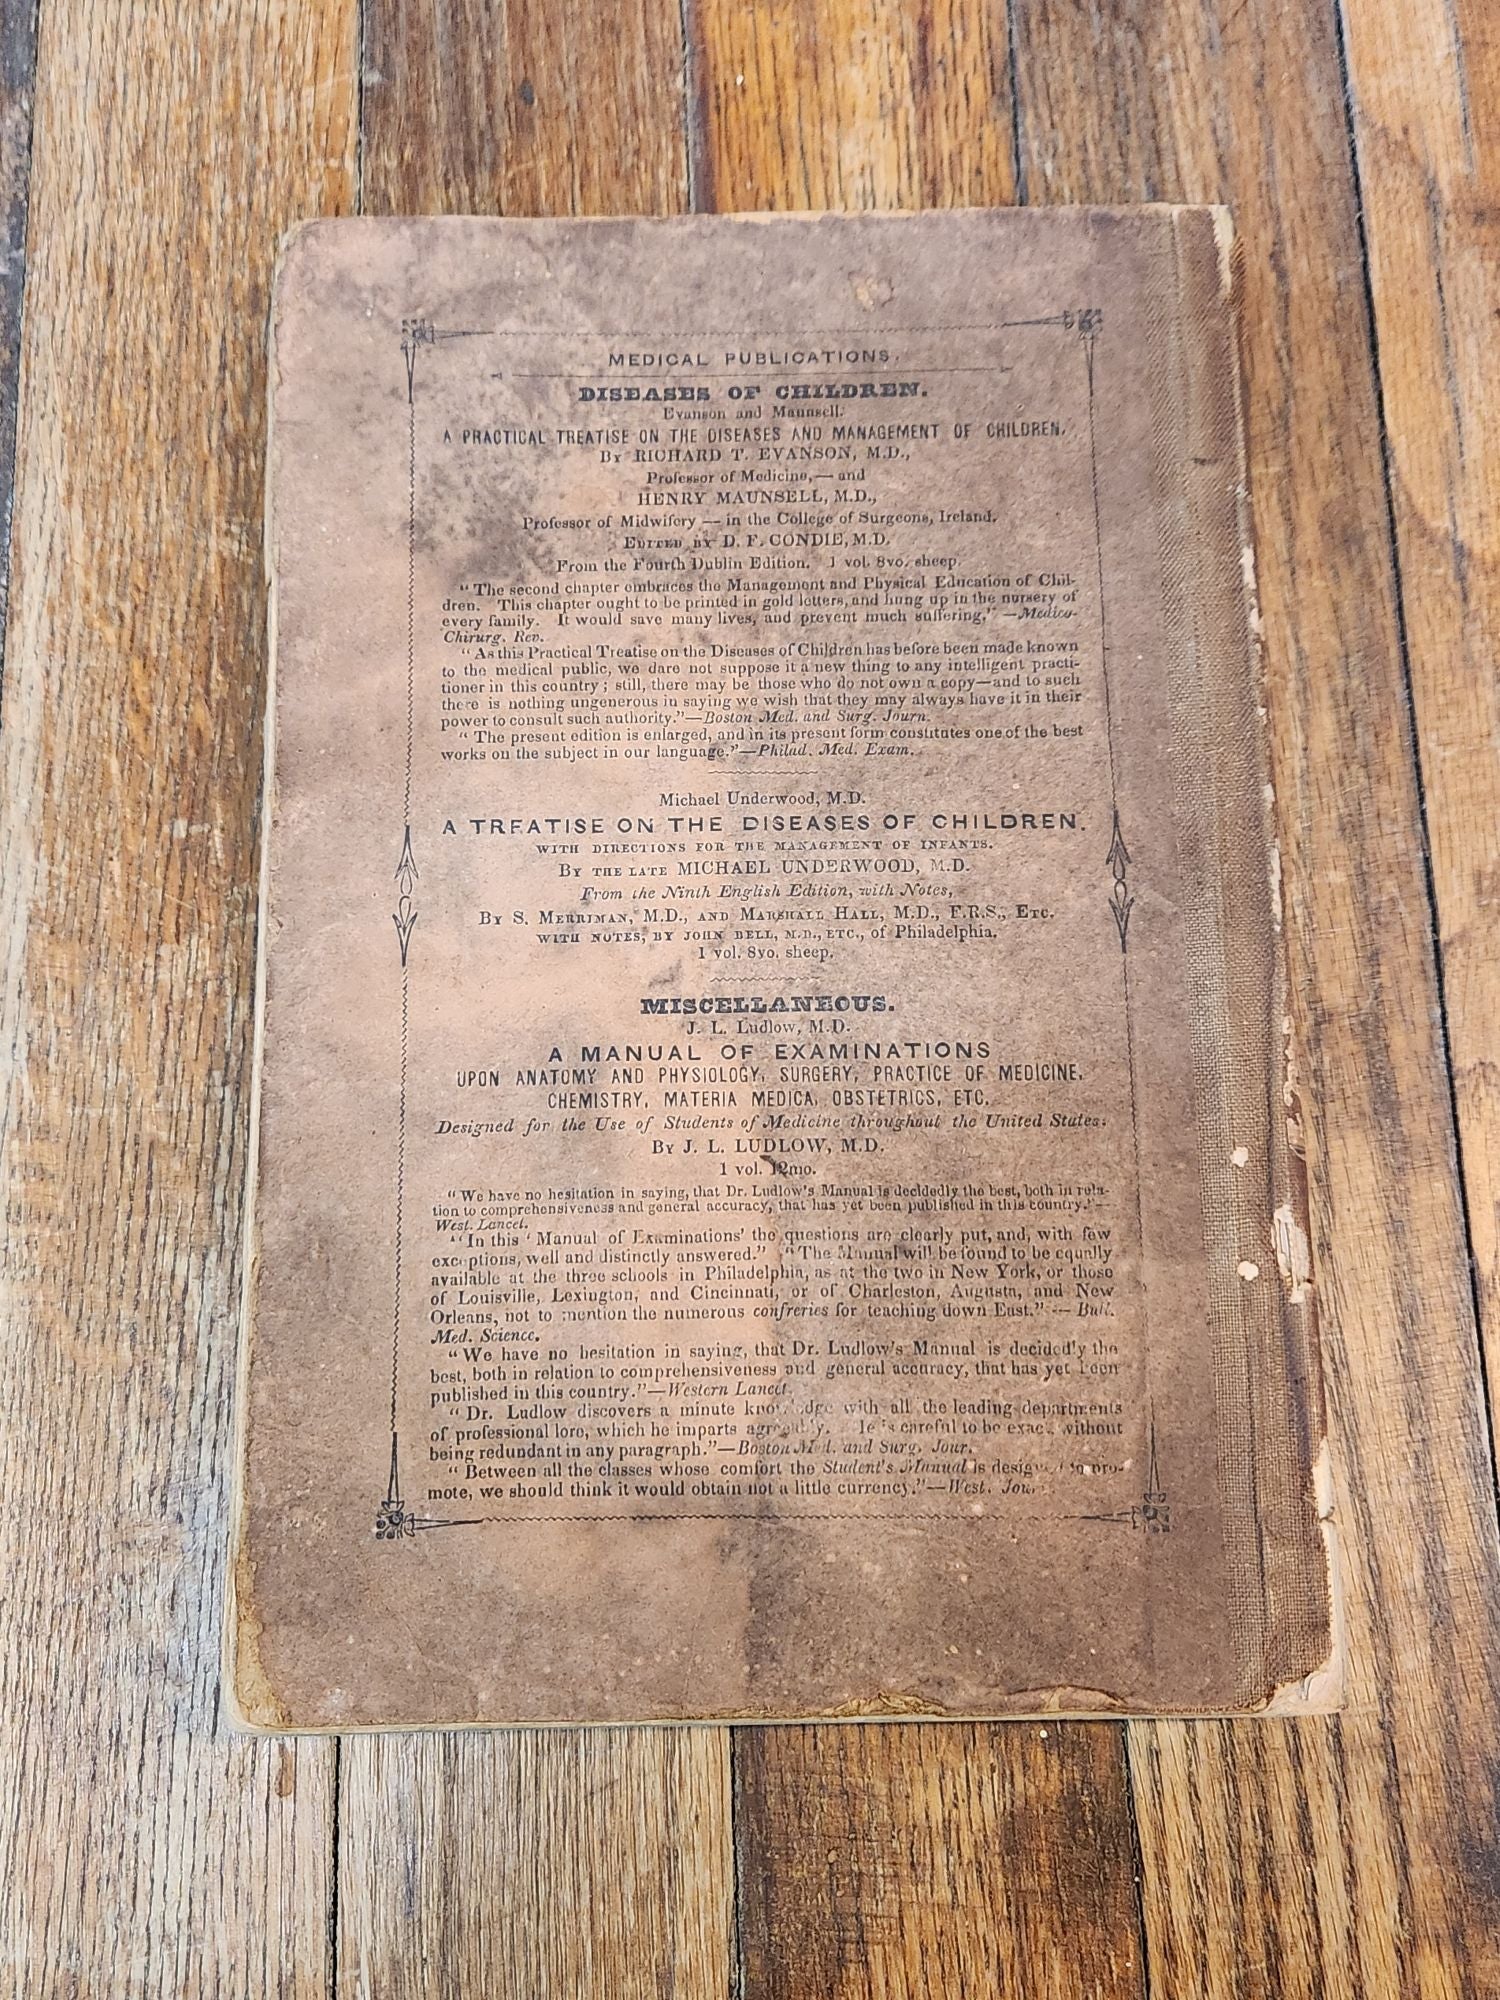 MEDICAL PUBLICATIONS.
DISEASES OF CHILDREN.
Evanson and Maunsell.
A PRACTICAL TREATISE ON THE DISEASES AND MANAGEMENT OF CHILDREN.
By RICHARD T. EVANSON, M.D.,
Professor of Medicine,— and
HENRY MAUNSELL, M.D.,
Professor of Midwifery — in the College of Surgeons, Ireland.
Edited by D. F. CONDIE, M.D.
From the Fourth Dublin Edition. 1 vol. 8vo. sheep.
“The second chapter embraces the Management and Physical Education of Chil-
dren. This chapter ought to be printed in gold letters, and hung up in the nursery of
every family. It would save many lives, and prevent much suffering.” —Medico-
Chirurg. Rev.
“As this Practical Treatise on the Diseases of Children has before been made known
to the medical public, we dare not suppose it a new thing to any intelligent practi-
tioner in this country; still, there may be those who do not own a copy—and to such
there is nothing ungenerous in saying we wish that they may always have it in their
power to consult such authority.”—Boston Med. and Surg. Journ.
“The present edition is enlarged, and in its present form constitutes one of the best
works on the subject in our language.”—Philad. Med. Exam.
Michael Underwood, M.D.
A TREATISE ON THE DISEASES OF CHILDREN.
WITH DIRECTIONS FOR THE MANAGEMENT OF INFANTS.
By the late MICHAEL UNDERWOOD, M.D.
From the Ninth English Edition, with Notes,
By S. Merriman, M.D., and Marshall Hall, M.D., F.R.S., Etc.
WITH NOTES, BY JOHN BELL, M.D., ETC., of Philadelphia.
1 vol. 8vo. sheep.
MISCELLANEOUS.
J. L. Ludlow, M.D.
A MANUAL OF EXAMINATIONS
UPON ANATOMY AND PHYSIOLOGY, SURGERY, PRACTICE OF MEDICINE,
CHEMISTRY, MATERIA MEDICA, OBSTETRICS, ETC.
Designed for the Use of Students of Medicine throughout the United States.
By J. L. LUDLOW, M.D.
1 vol. 12mo.
“We have no hesitation in saying, that Dr. Ludlow's Manual is decidedly the best, both in rela-
tion to comprehensiveness and general accuracy, that has yet been published in this country.”—
West. Lancet.
“In this ‘Manual of Examinations’ the questions are clearly put, and, with few
exceptions, well and distinctly answered.” “The Manual will be found to be equally
available at the three schools in Philadelphia, as at the two in New York, or those
of Louisville, Lexington, and Cincinnati, or of Charleston, Augusta, and New
Orleans, not to mention the numerous confreries for teaching down East.” — Bull.
Med. Science.
“We have no hesitation in saying, that Dr. Ludlow's Manual is decidedly the
best, both in relation to comprehensiveness and general accuracy, that has yet been
published in this country.”—Western Lancet.
“Dr. Ludlow discovers a minute knowledge with all the leading departments
of professional lore, which he imparts agreeably. He is careful to be exact, without
being redundant in any paragraph.”—Boston Med. and Surg. Jour.
“Between all the classes whose comfort the Student's Manual is designed to pro-
mote, we should think it would obtain not a little currency.”—West. Jour.